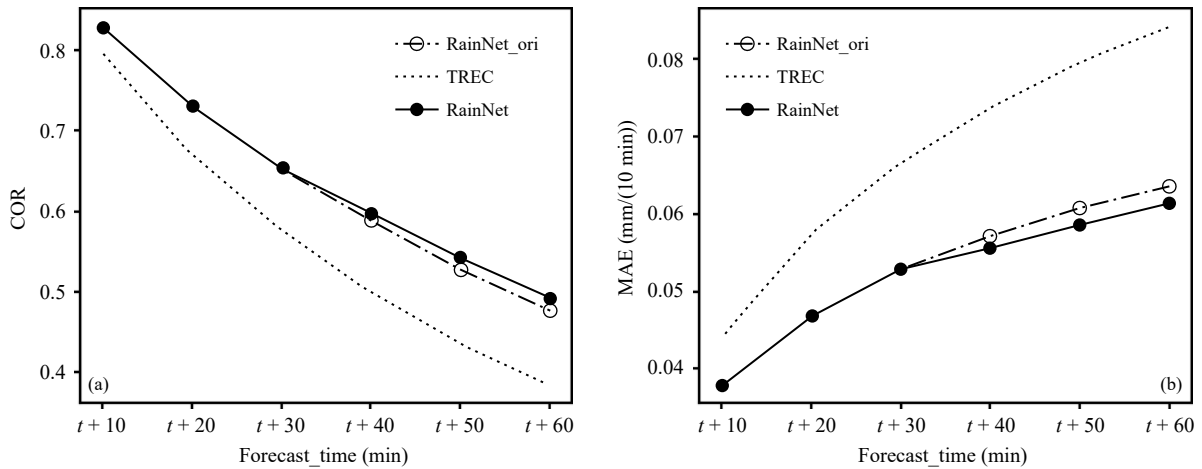 RainNet_ori
TREC
RainNet
COR
0.8
0.7
0.6
0.5
0.4
(a)
t + 10 t + 20 t + 30 t + 40 t + 50 t + 60
Forecast_time (min)
RainNet_ori
TREC
RainNet
MAE (mm/(10 min))
0.08
0.07
0.06
0.05
0.04
(b)
t + 10 t + 20 t + 30 t + 40 t + 50 t + 60
Forecast_time (min)